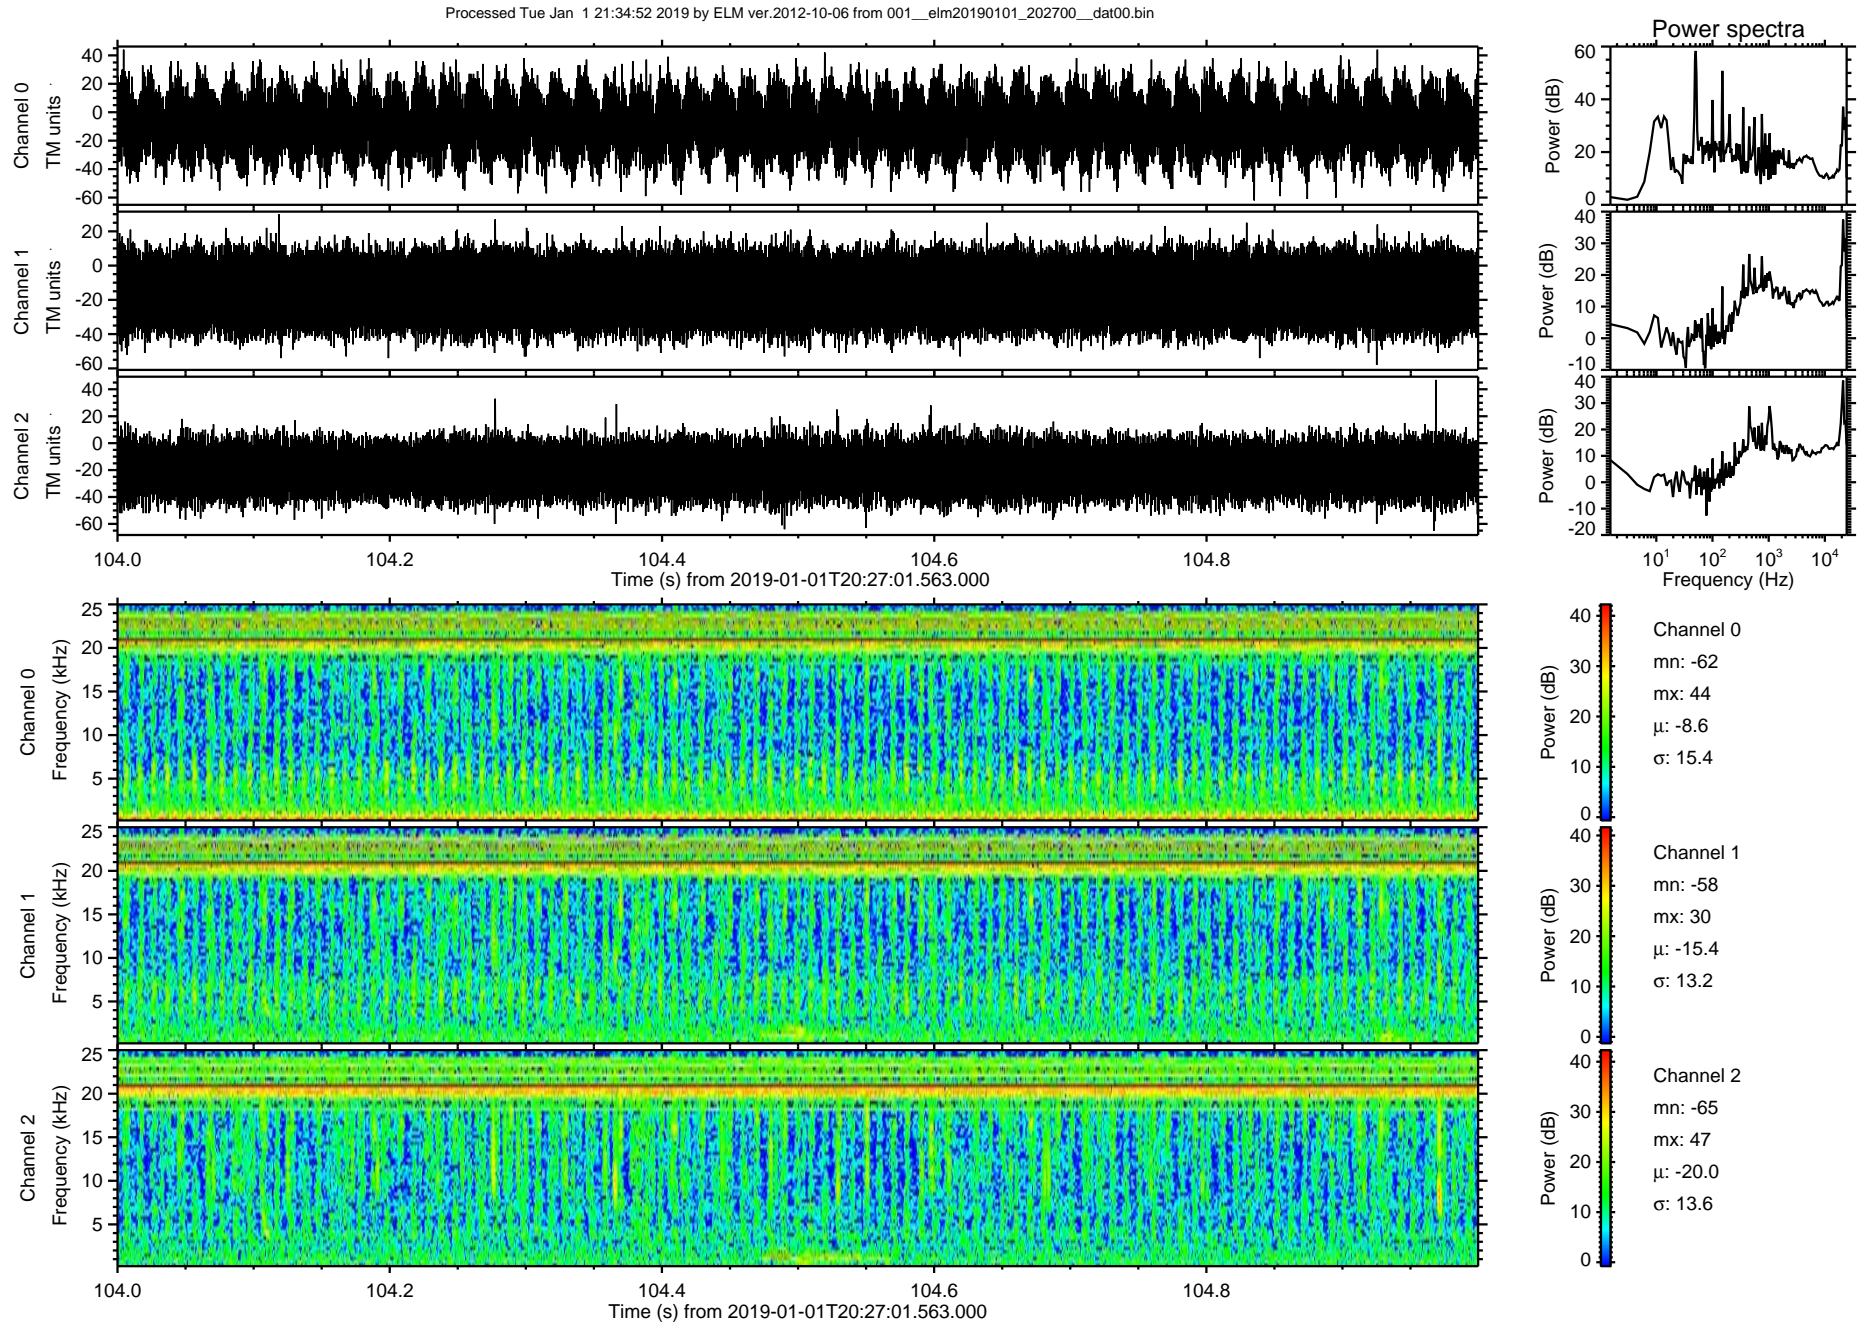 Processed Tue Jan  1 21:34:52 2019 by ELM ver.2012-10-06 from 001__elm20190101_202700__dat00.bin
Power spectra
Channel 0
TM units
40
20
0
-20
-40
-60
Power (dB)
60
40
20
0
Channel 1
TM units
20
0
-20
-40
-60
Power (dB)
40
30
20
10
0
-10
Channel 2
TM units
40
20
0
-20
-40
-60
Power (dB)
40
30
20
10
0
-10
-20
104.0 104.2 104.4 104.6 104.8
Time (s) from 2019-01-01T20:27:01.563.000
10^1 10^2 10^3 10^4
Frequency (Hz)
Channel 0
Frequency (kHz)
25
20
15
10
5
Power (dB)
40
30
20
10
0
Channel 0
mn: -62
mx: 44
μ: -8.6
σ: 15.4
Channel 1
Frequency (kHz)
25
20
15
10
5
Power (dB)
40
30
20
10
0
Channel 1
mn: -58
mx: 30
μ: -15.4
σ: 13.2
Channel 2
Frequency (kHz)
25
20
15
10
5
Power (dB)
40
30
20
10
0
Channel 2
mn: -65
mx: 47
μ: -20.0
σ: 13.6
104.0 104.2 104.4 104.6 104.8
Time (s) from 2019-01-01T20:27:01.563.000